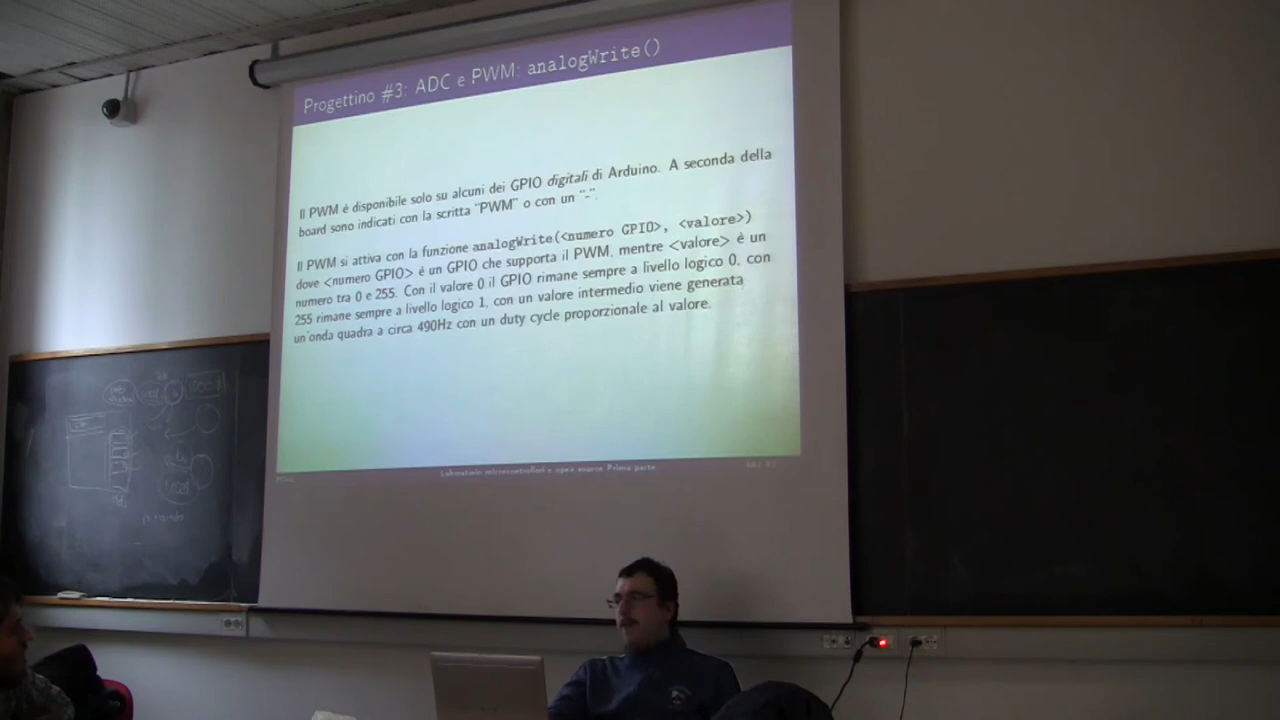 Progettino #3: ADC e PWM: analogWrite()
Il PWM è disponibile solo su alcuni dei GPIO digitali di Arduino. A seconda della
board sono indicati con la scritta "PWM" o con un "-".
Il PWM si attiva con la funzione analogWrite(<numero GPIO>, <valore>)
dove <numero GPIO> è un GPIO che supporta il PWM, mentre <valore> è un
numero tra 0 e 255. Con il valore 0 il GPIO rimane sempre a livello logico 0, con
255 rimane sempre a livello logico 1, con un valore intermedio viene generata
un'onda quadra a circa 490Hz con un duty cycle proporzionale al valore.
Laboratorio microcontrollori e open source Prima parte